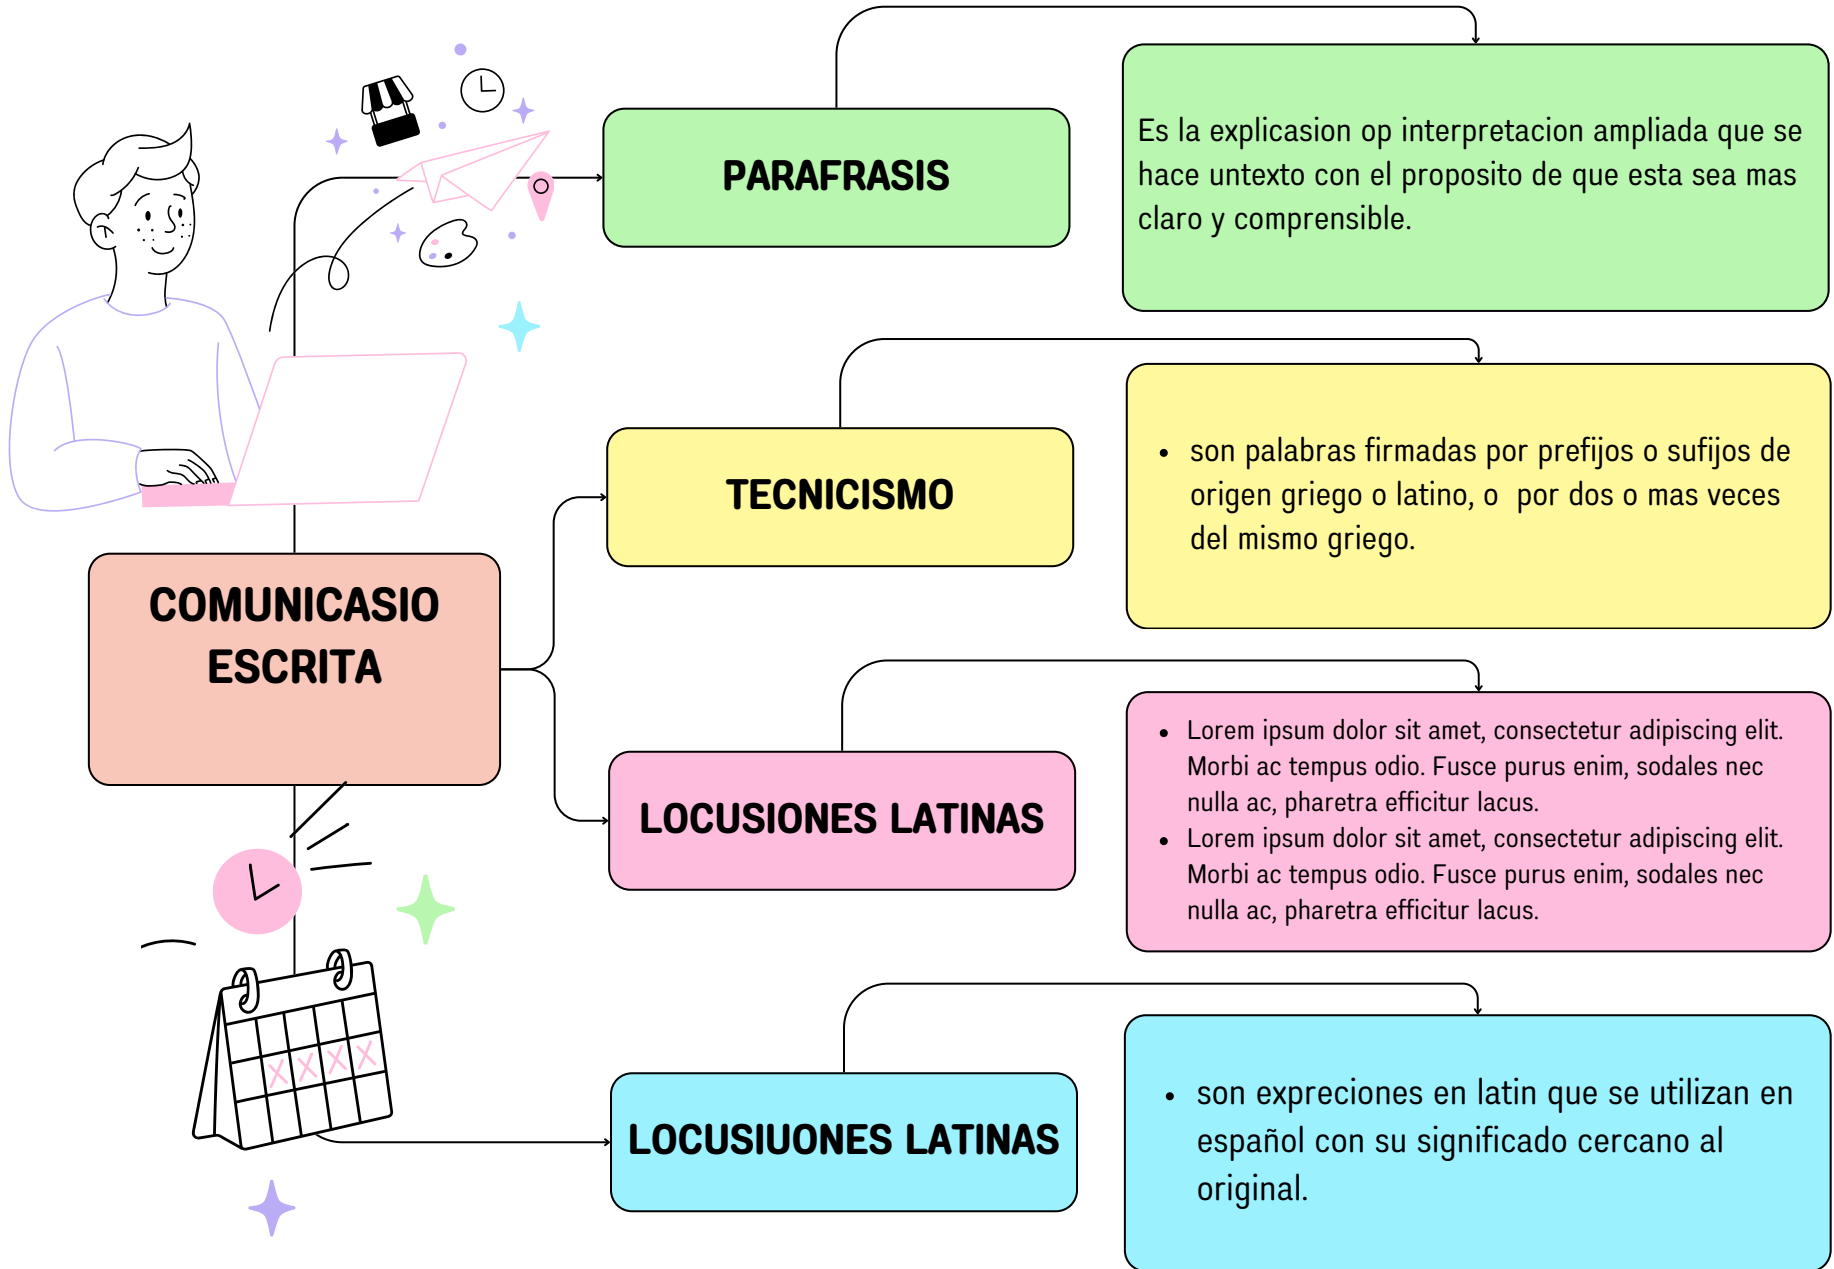 PARAFRASIS
Es la explicasion op interpretacion ampliada que se
hace untexto con el proposito de que esta sea mas
claro y comprensible.
TECNICISMO
son palabras firmadas por prefijos o sufijos de
origen griego o latino, o  por dos o mas veces
del mismo griego.
COMUNICASIO
ESCRITA
LOCUSIONES LATINAS
Lorem ipsum dolor sit amet, consectetur adipiscing elit.
Morbi ac tempus odio. Fusce purus enim, sodales nec
nulla ac, pharetra efficitur lacus.
Lorem ipsum dolor sit amet, consectetur adipiscing elit.
Morbi ac tempus odio. Fusce purus enim, sodales nec
nulla ac, pharetra efficitur lacus.
LOCUSIUONES LATINAS
son expreciones en latin que se utilizan en
español con su significado cercano al
original.